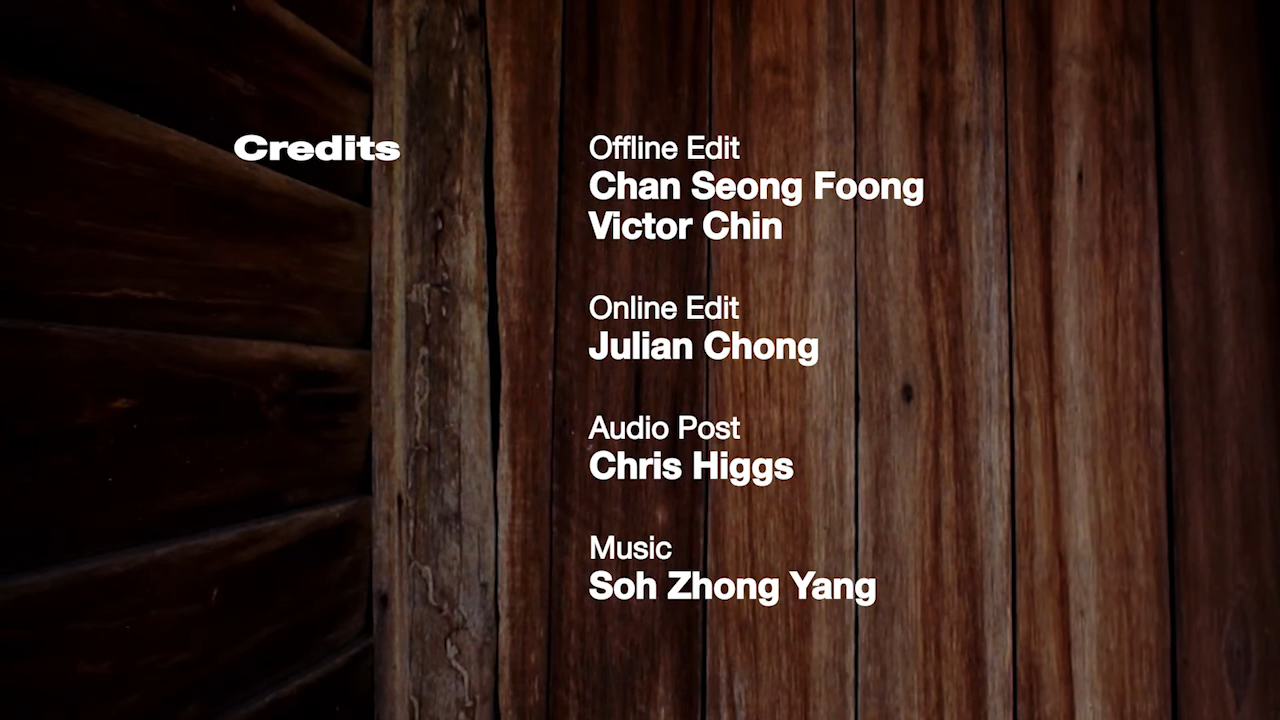 Credits
Offline Edit
Chan Seong Foong
Victor Chin
Online Edit
Julian Chong
Audio Post
Chris Higgs
Music
Soh Zhong Yang